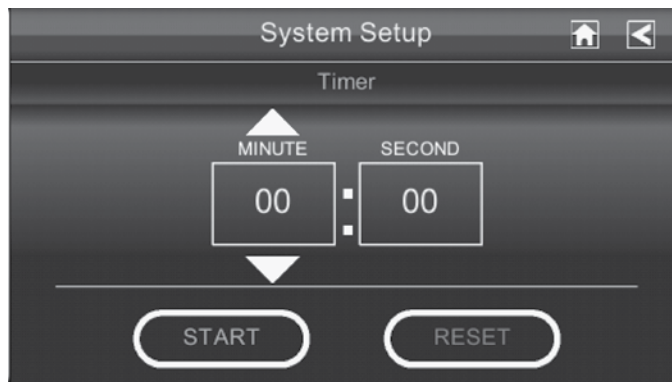 System Setup
Timer
MINUTE SECOND
00 : 00
START RESET